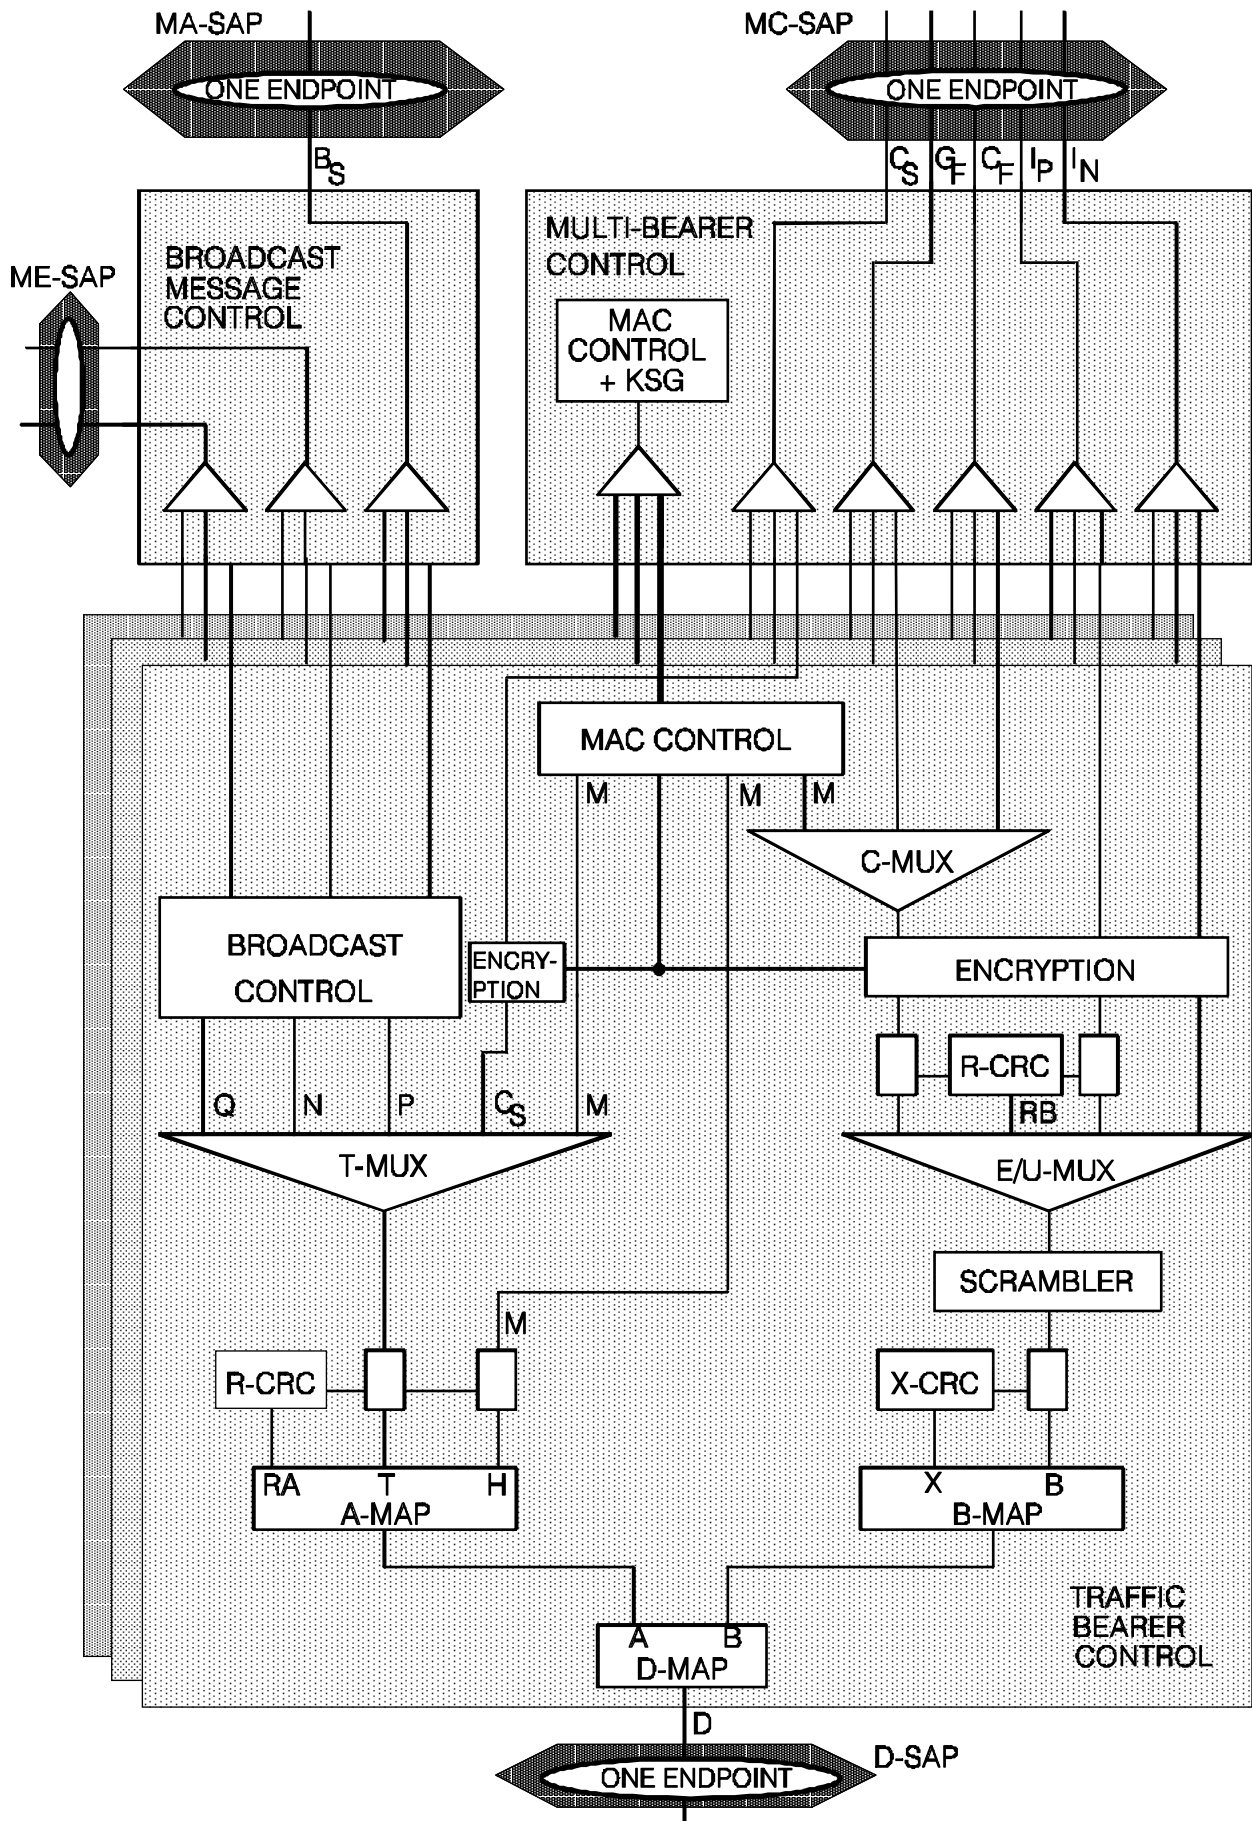 MA-SAP
MC-SAP
ONE ENDPOINT
ONE ENDPOINT
BS
CS
GF
CF
IP
IN
ME-SAP
BROADCAST
MESSAGE
CONTROL
MULTI-BEARER
CONTROL
MAC
CONTROL
+ KSG
MAC CONTROL
M
M
M
C-MUX
BROADCAST
CONTROL
ENCRY-
PTION
ENCRYPTION
R-CRC
Q
N
P
CS
M
RB
T-MUX
E/U-MUX
SCRAMBLER
M
R-CRC
X-CRC
RA
T
H
A-MAP
X
B
B-MAP
TRAFFIC
BEARER
CONTROL
A
B
D-MAP
D
D-SAP
ONE ENDPOINT